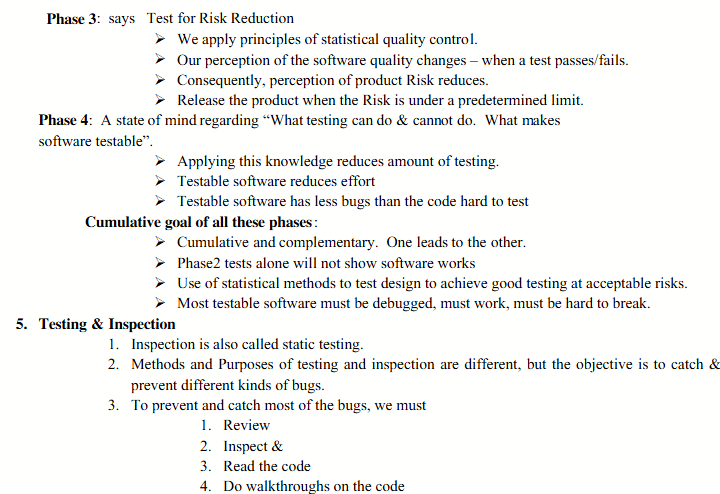 Phase 3: says Test for Risk Reduction
➢ We apply principles of statistical quality control.
➢ Our perception of the software quality changes – when a test passes/fails.
➢ Consequently, perception of product Risk reduces.
➢ Release the product when the Risk is under a predetermined limit.
Phase 4: A state of mind regarding “What testing can do & cannot do. What makes
software testable”.
➢ Applying this knowledge reduces amount of testing.
➢ Testable software reduces effort
➢ Testable software has less bugs than the code hard to test
Cumulative goal of all these phases:
➢ Cumulative and complementary. One leads to the other.
➢ Phase2 tests alone will not show software works
➢ Use of statistical methods to test design to achieve good testing at acceptable risks.
➢ Most testable software must be debugged, must work, must be hard to break.
5. Testing & Inspection
1. Inspection is also called static testing.
2. Methods and Purposes of testing and inspection are different, but the objective is to catch &
prevent different kinds of bugs.
3. To prevent and catch most of the bugs, we must
1. Review
2. Inspect &
3. Read the code
4. Do walkthroughs on the code